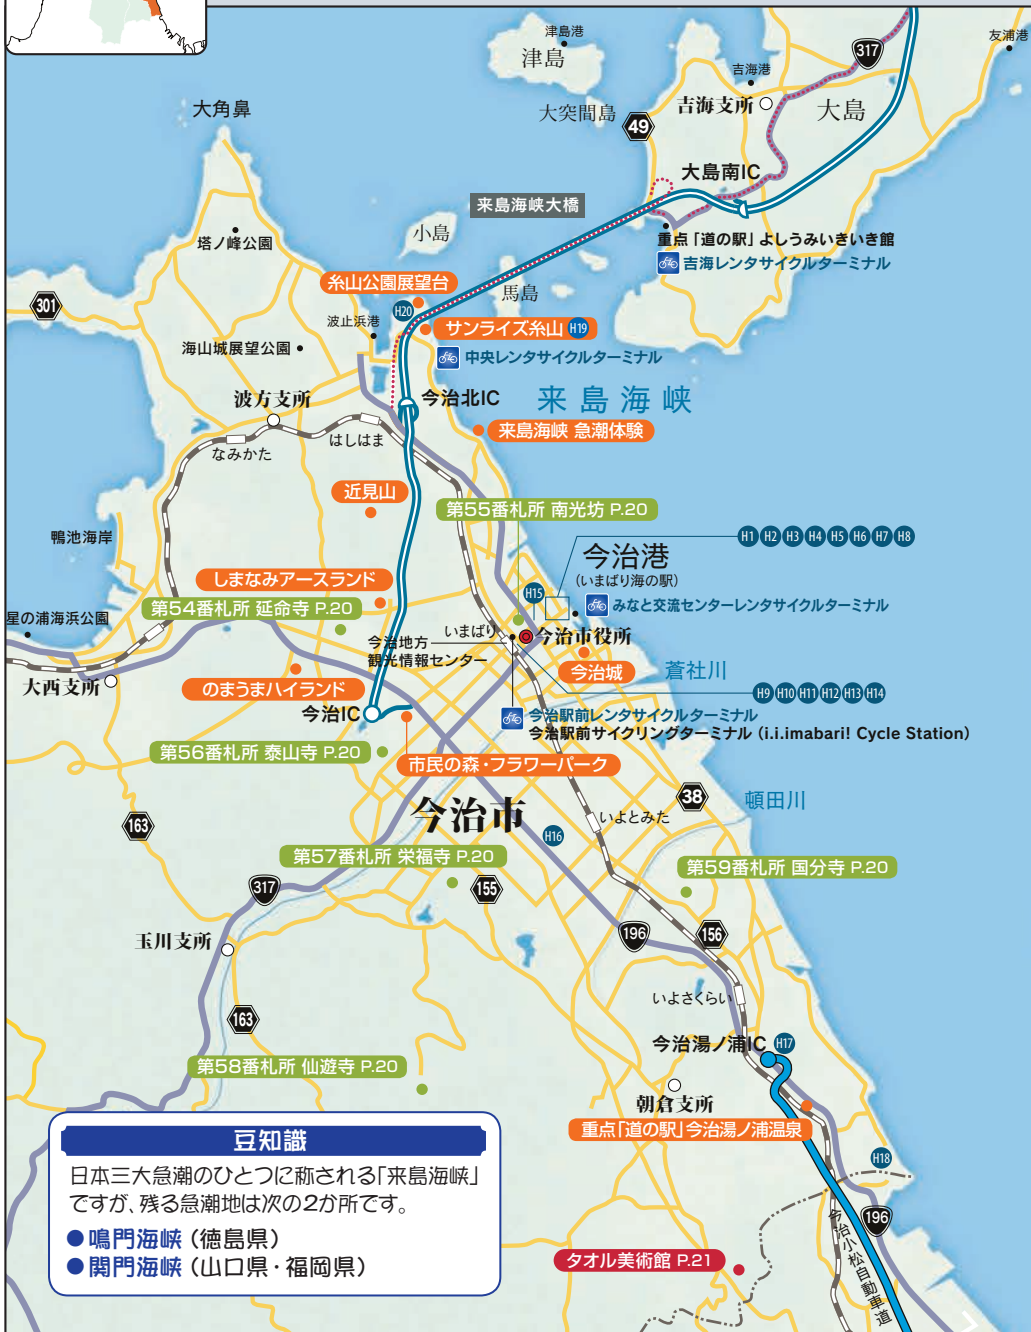 津島港
津島
友浦港
317
吉海港
吉海支所
大島
大角鼻
大突間島
49
大島南IC
来島海峡大橋
小島
塔ノ峰公園
重点「道の駅」よしうみいきいき館
吉海レンタサイクルターミナル
糸山公園展望台
馬島
301
H20
波止浜港
サンライズ糸山 H19
海山城展望公園
中央レンタサイクルターミナル
今治北IC
来島海峡
波方支所
来島海峡 急潮体験
はしはま
なみかた
近見山
第55番札所 南光坊 P.20
鴨池海岸
H1 H2 H3 H4 H5 H6 H7 H8
今治港
(いまばり海の駅)
しまなみアースランド
H15
第54番札所 延命寺 P.20
みなと交流センターレンタサイクルターミナル
星の浦海浜公園
いまばり
今治市役所
今治地方
観光情報センター
今治城
蒼社川
大西支所
のまうまハイランド
H9 H10 H11 H12 H13 H14
今治IC
今治駅前レンタサイクルターミナル
今治駅前サイクリングターミナル (i.i.imabari! Cycle Station)
第56番札所 泰山寺 P.20
市民の森・フラワーパーク
38
頓田川
今治市
いよとみた
163
H16
第57番札所 栄福寺 P.20
第59番札所 国分寺 P.20
317
155
玉川支所
196
156
いよさくらい
163
今治湯ノ浦IC H17
第58番札所 仙遊寺 P.20
朝倉支所
重点「道の駅」今治湯ノ浦温泉
豆知識
日本三大急潮のひとつに称される「来島海峡」
ですが、残る急潮地は次の2か所です。
●鳴門海峡 (徳島県)
●関門海峡 (山口県・福岡県)
H18
196
今治小松自動車道
タオル美術館 P.21